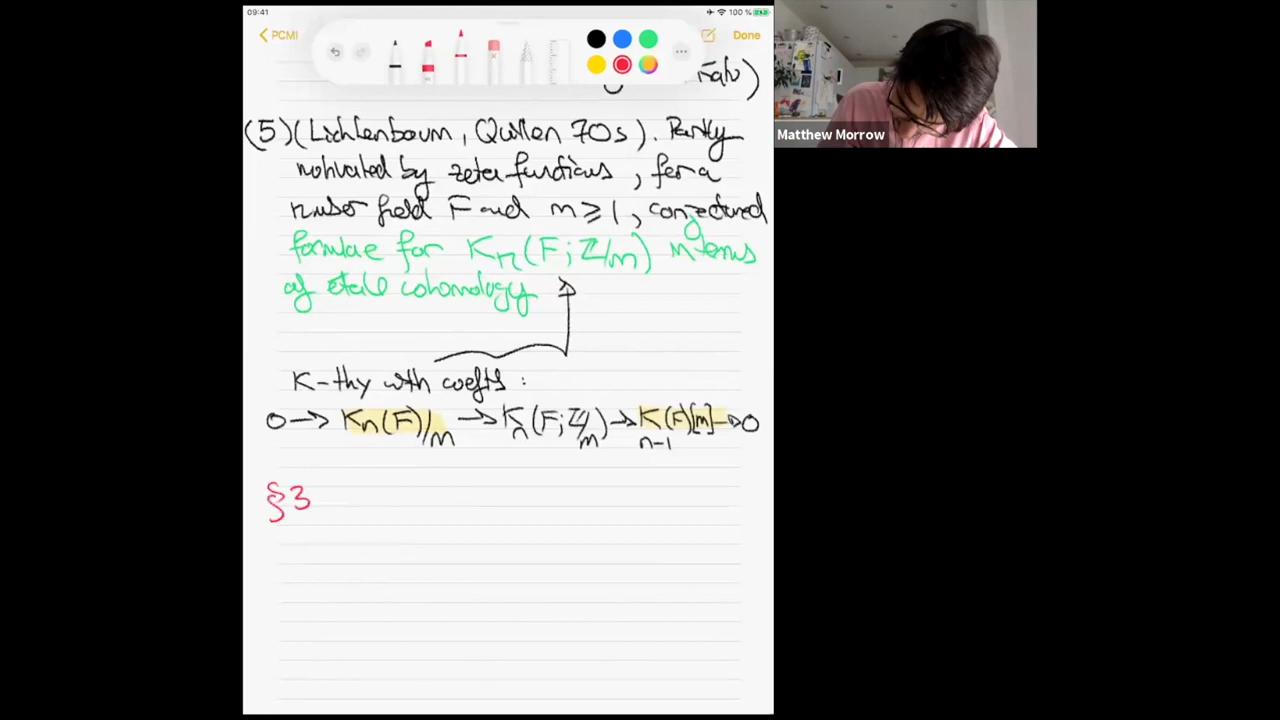 09:41
100 %
PCMI
Done
(5)(Lichtenbaum, Quillen 70s). Partly
motivated by zeta functions, for a
number field F and m ≥ 1, conjectured
formulae for Kn(F; ℤ/m) in terms
of étale cohomology
K-thy with coefffs :
0 → Kn(F)/m → Kn(F; ℤ/m) → Kn-1(F)[m] → 0
§3
Matthew Morrow